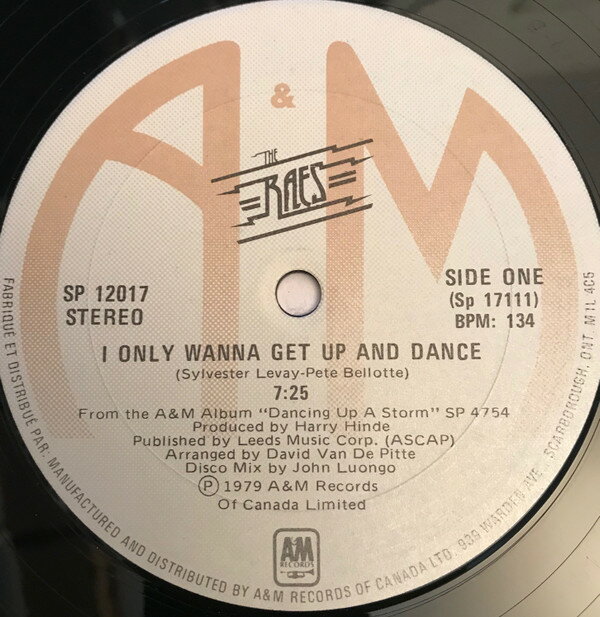 A & M
THE
RAES
SP 12017
STEREO
SIDE ONE
(Sp 17111)
BPM: 134
I ONLY WANNA GET UP AND DANCE
(Sylvester Levay-Pete Bellotte)
7:25
From the A&M Album "Dancing Up A Storm" SP 4754
Produced by Harry Hinde
Published by Leeds Music Corp. (ASCAP)
Arranged by David Van De Pitte
Disco Mix by John Luongo
Ⓟ 1979 A&M Records
Of Canada Limited
AM
RECORDS
FABRIQUÉ ET DISTRIBUÉ PAR: MANUFACTURED AND DISTRIBUTED BY A&M RECORDS OF CANADA LTD. 939 WARDEN AVE., SCARBOROUGH, ONT. M1L 4C5